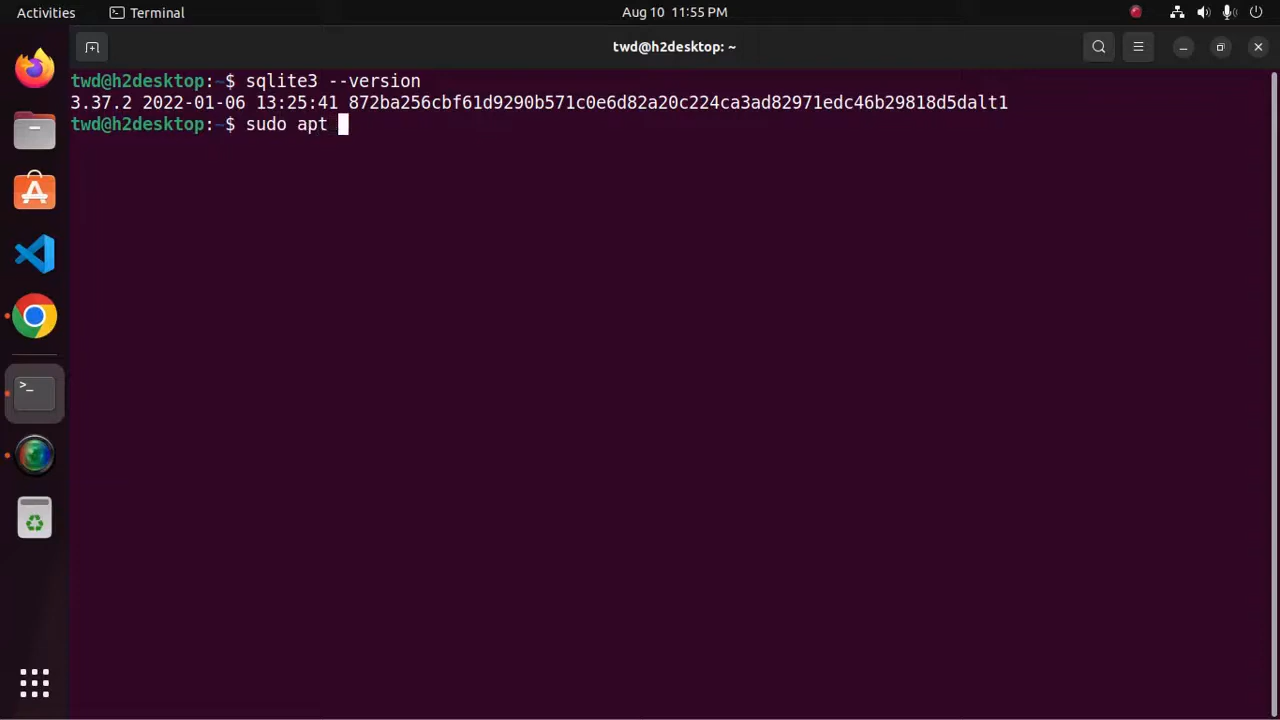 Activities Terminal Aug 10 11:55 PM
twd@h2desktop: ~
twd@h2desktop:~$ sqlite3 --version
3.37.2 2022-01-06 13:25:41 872ba256cbf61d9290b571c0e6d82a20c224ca3ad82971edc46b29818d5dalt1
twd@h2desktop:~$ sudo apt